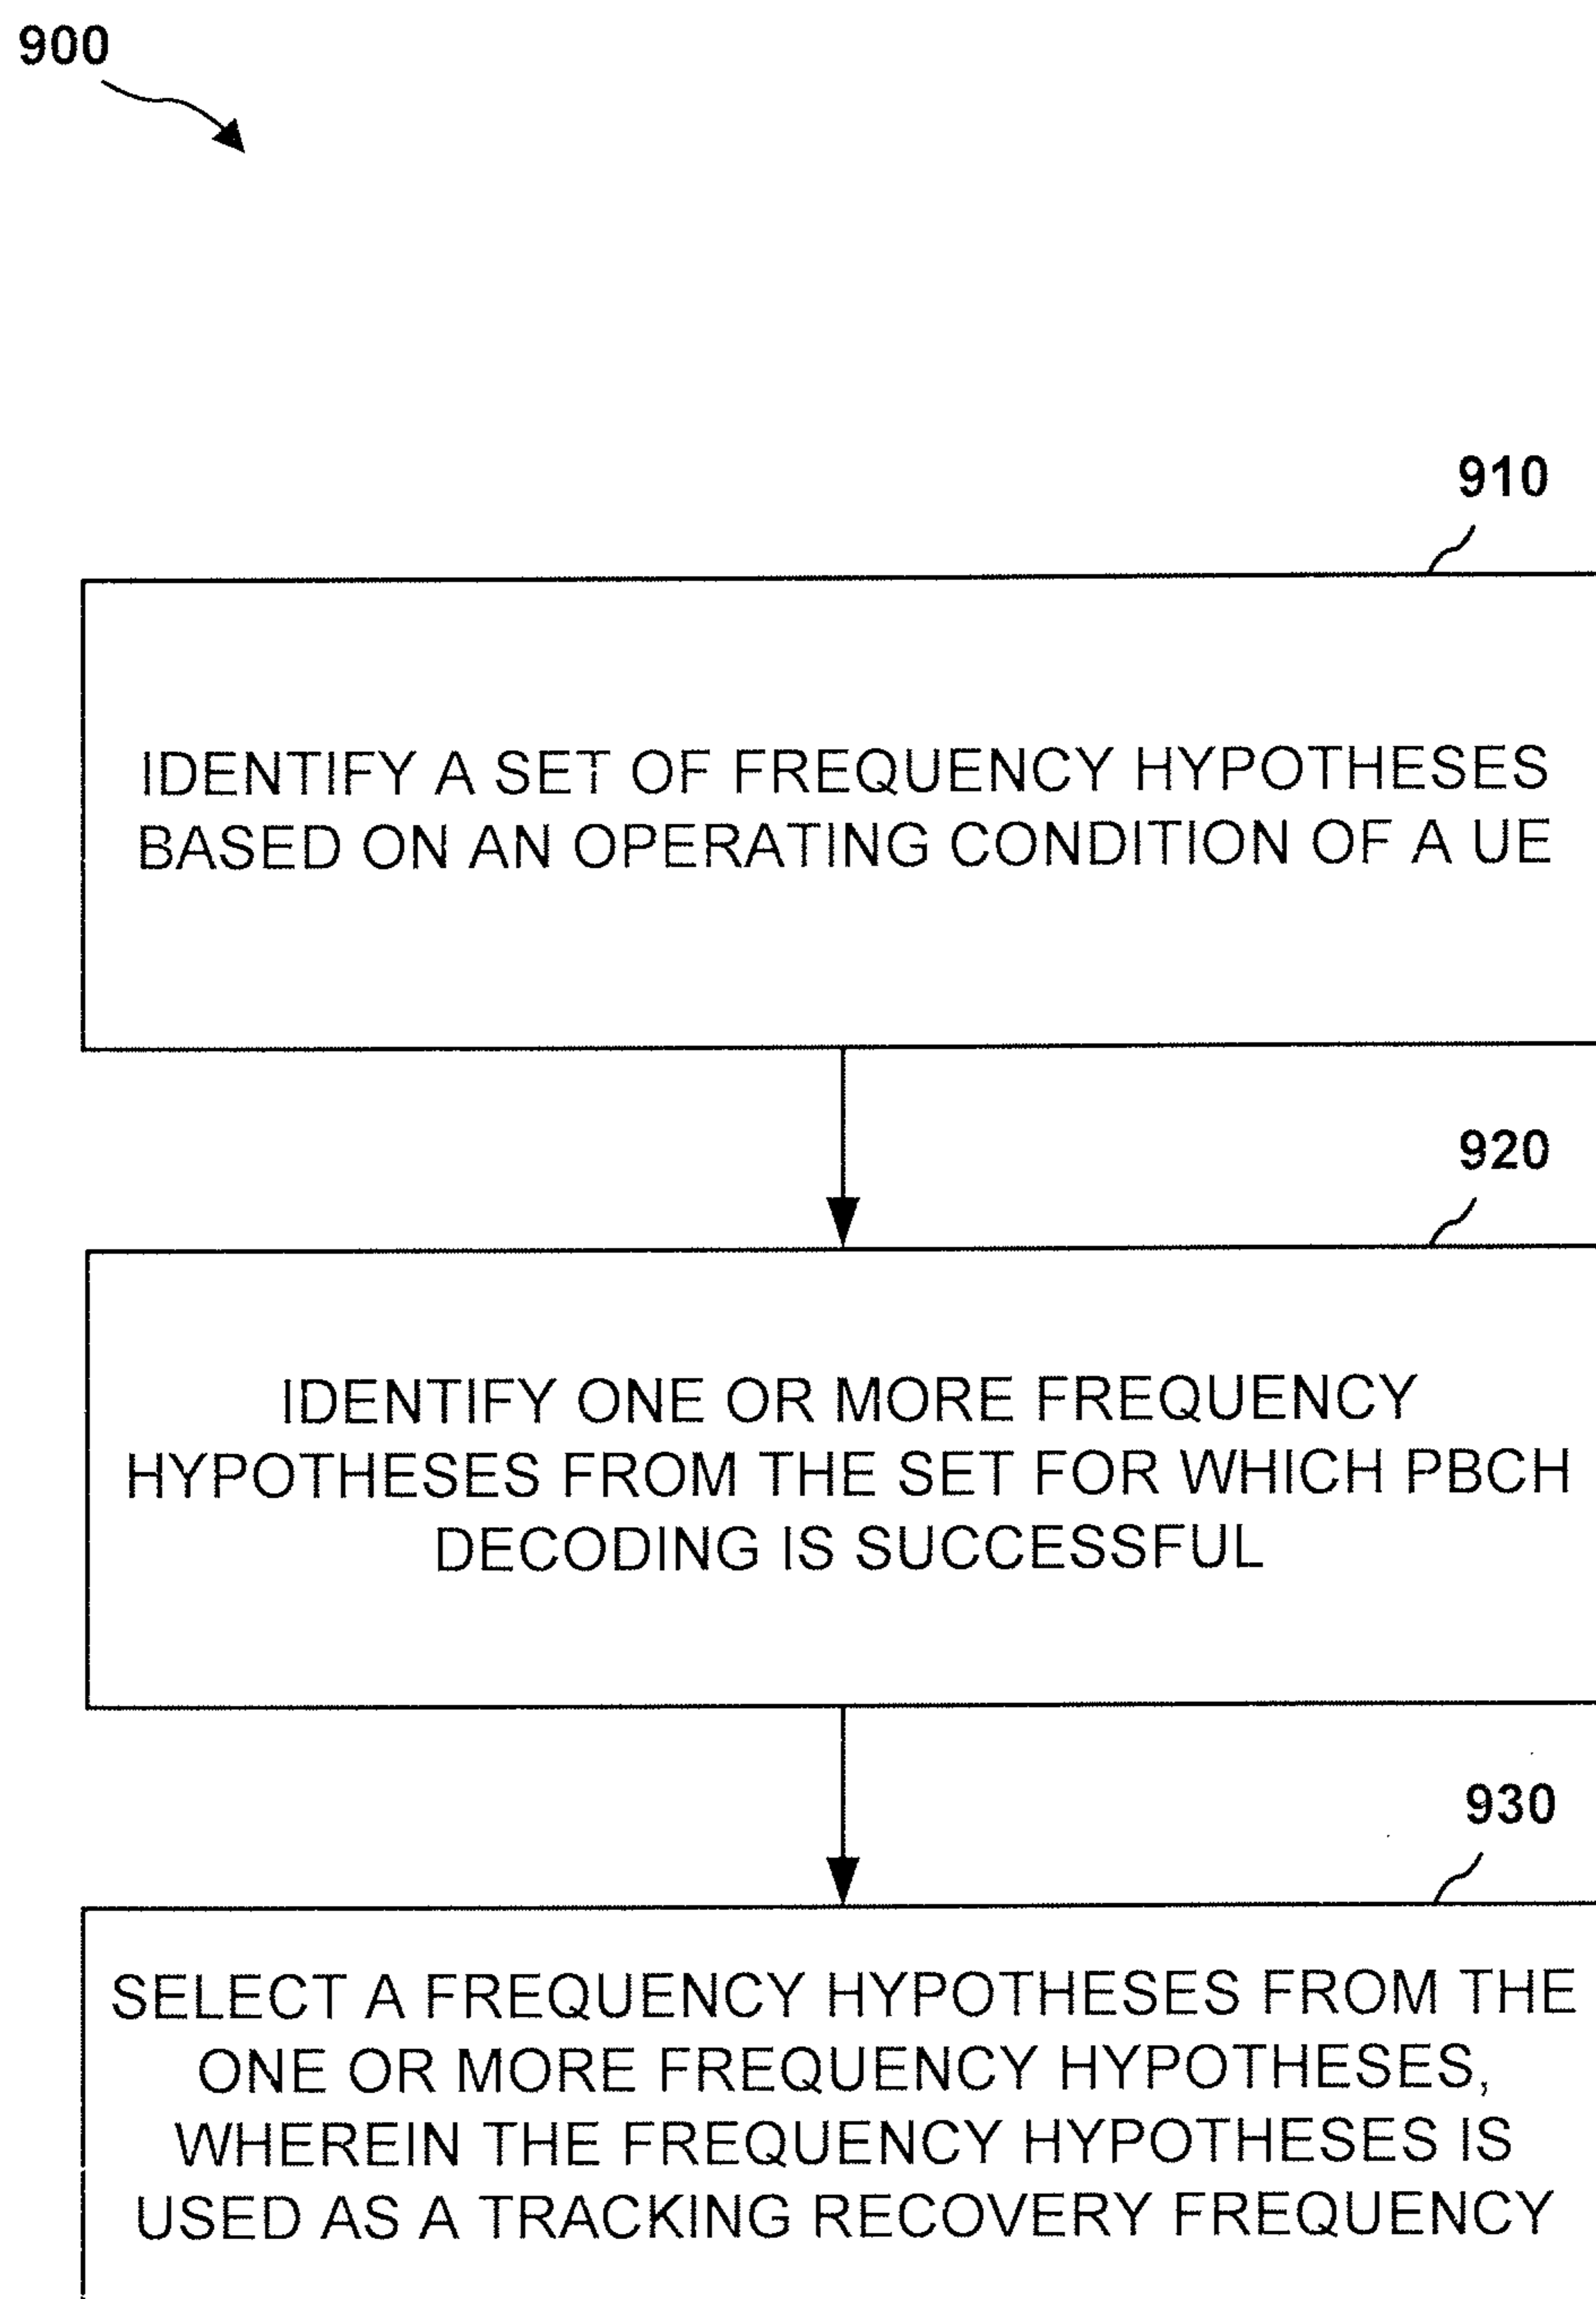 900
910
IDENTIFY A SET OF FREQUENCY HYPOTHESES
BASED ON AN OPERATING CONDITION OF A UE
920
IDENTIFY ONE OR MORE FREQUENCY
HYPOTHESES FROM THE SET FOR WHICH PBCH
DECODING IS SUCCESSFUL
930
SELECT A FREQUENCY HYPOTHESES FROM THE
ONE OR MORE FREQUENCY HYPOTHESES,
WHEREIN THE FREQUENCY HYPOTHESES IS
USED AS A TRACKING RECOVERY FREQUENCY